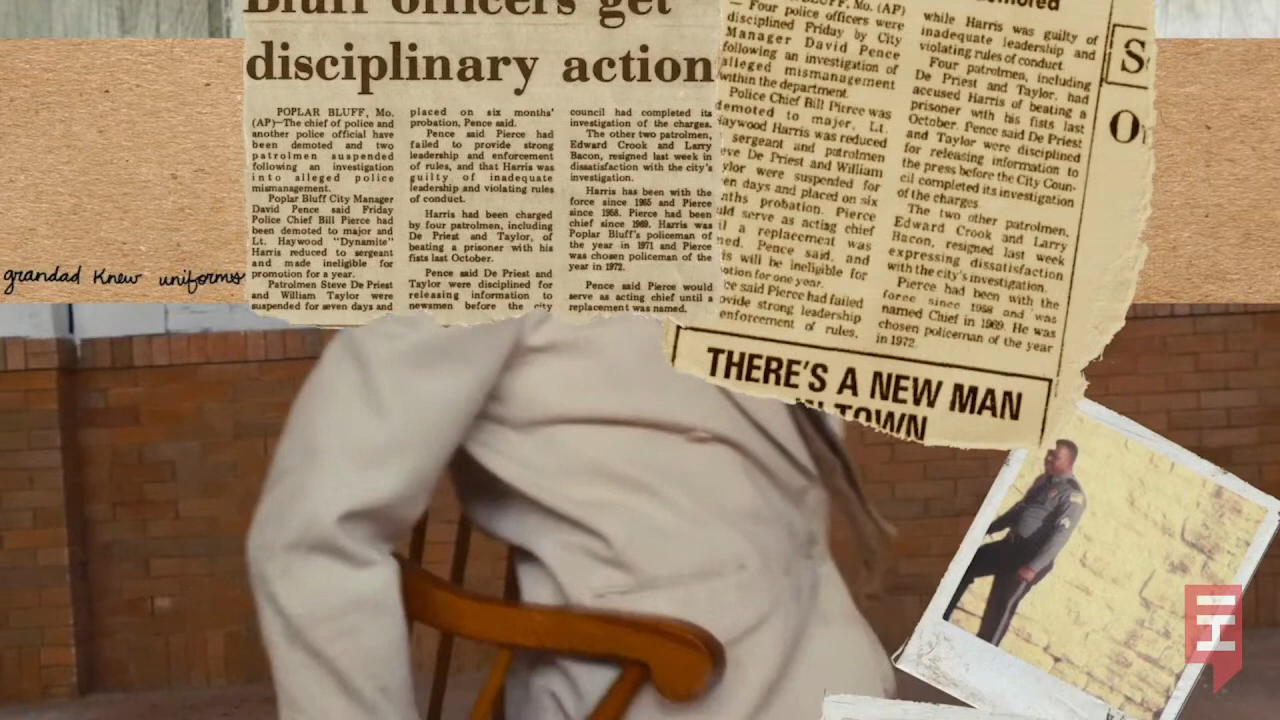 Bluff officers get
disciplinary action
POPLAR BLUFF, Mo.
(AP)—The chief of police and
another police official have
been demoted and two
patrolmen suspended
following an investigation
into alleged police
mismanagement.
Poplar Bluff City Manager
David Pence said Friday
Police Chief Bill Pierce had
been demoted to major and
Lt. Haywood "Dynamite"
Harris reduced to sergeant
and made ineligible for
promotion for a year.
Patrolmen Steve De Priest
and William Taylor were
suspended for seven days and
placed on six months'
probation, Pence said.
Pence said Pierce had
failed to provide strong
leadership and enforcement
of rules, and that Harris was
guilty of inadequate
leadership and violating rules
of conduct.
Harris had been charged
by four patrolmen, including
De Priest and Taylor, of
beating a prisoner with his
fists last October.
Pence said De Priest and
Taylor were disciplined for
releasing information to
newsmen before the city
council had completed its
investigation of the charges.
The other two patrolmen,
Edward Crook and Larry
Bacon, resigned last week in
dissatisfaction with the city's
investigation.
Harris has been with the
force since 1965 and Pierce
since 1958. Pierce had been
chief since 1969. Harris was
Poplar Bluff's policeman of
the year in 1971 and Pierce
was chosen policeman of the
year in 1972.
Pence said Pierce would
serve as acting chief until a
replacement was named.
BLUFF, Mo. (AP)
— Four police officers were
disciplined Friday by City
Manager David Pence
following an investigation of
alleged mismanagement
within the department.
Police Chief Bill Pierce was
demoted to major, Lt.
Haywood Harris was reduced
sergeant and patrolmen
eve De Priest and William
ylor were suspended for
en days and placed on six
nths probation. Pierce
uld serve as acting chief
il a replacement was
ned, Pence said, and
is will be ineligible for
otion for one year.
ce said Pierce had failed
ovide strong leadership
enforcement of rules,
while Harris was guilty of
inadequate leadership and
violating rules of conduct.
Four patrolmen, including
De Priest and Taylor, had
accused Harris of beating a
prisoner with his fists last
October. Pence said De Priest
and Taylor were disciplined
for releasing information to
the press before the City Coun-
cil completed its investigation
of the charges.
The two other patrolmen,
Edward Crook and Larry
Bacon, resigned last week
expressing dissatisfaction
with the city's investigation.
Pierce had been with the
force since 1958 and was
named Chief in 1969. He was
chosen policeman of the year
in 1972.
S
O
THERE'S A NEW MAN
IN TOWN
grandad knew uniforms